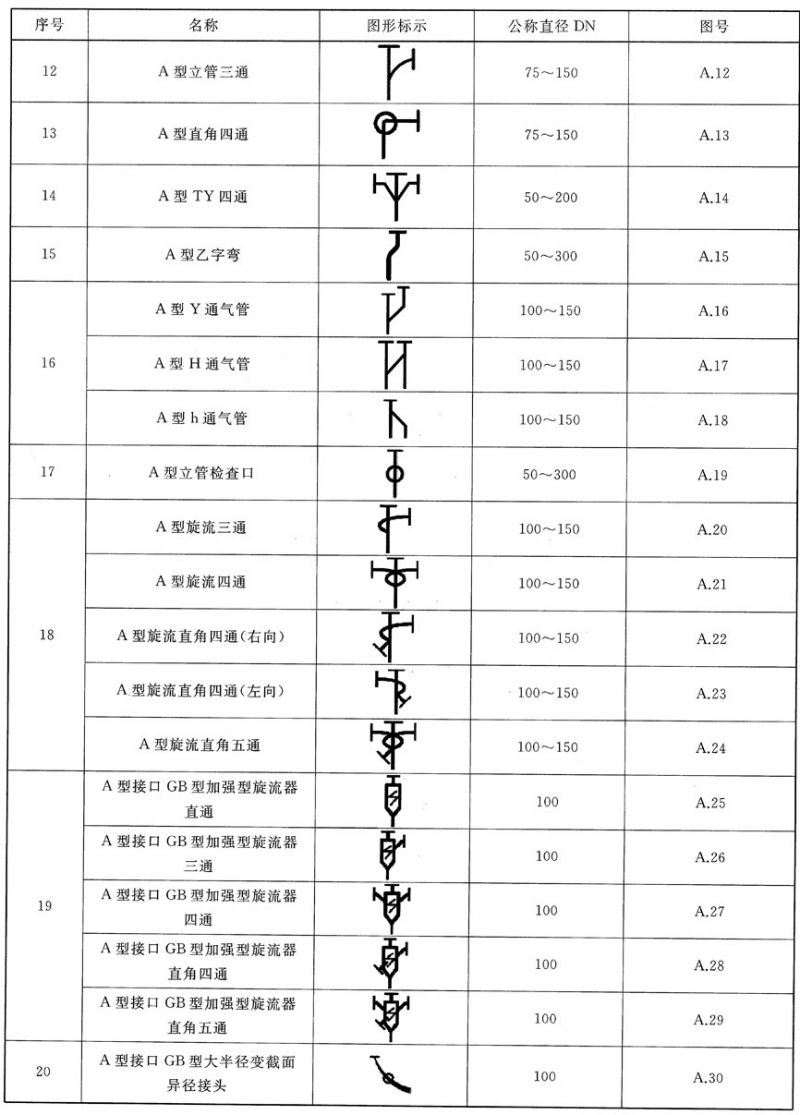 序号 名称 图形标示 公称直径 DN 图号
12 A 型立管三通 75～150 A.12
13 A 型直角四通 75～150 A.13
14 A 型 TY 四通 50～200 A.14
15 A 型乙字弯 50～300 A.15
16 A 型 Y 通气管 100～150 A.16
A 型 H 通气管 100～150 A.17
A 型 h 通气管 100～150 A.18
17 A 型立管检查口 50～300 A.19
18 A 型旋流三通 100～150 A.20
A 型旋流四通 100～150 A.21
A 型旋流直角四通(右向) 100～150 A.22
A 型旋流直角四通(左向) 100～150 A.23
A 型旋流直角五通 100～150 A.24
19 A 型接口 GB 型加强型旋流器
直通 100 A.25
A 型接口 GB 型加强型旋流器
三通 100 A.26
A 型接口 GB 型加强型旋流器
四通 100 A.27
A 型接口 GB 型加强型旋流器
直角四通 100 A.28
A 型接口 GB 型加强型旋流器
直角五通 100 A.29
20 A 型接口 GB 型大半径变截面
异径接头 100 A.30